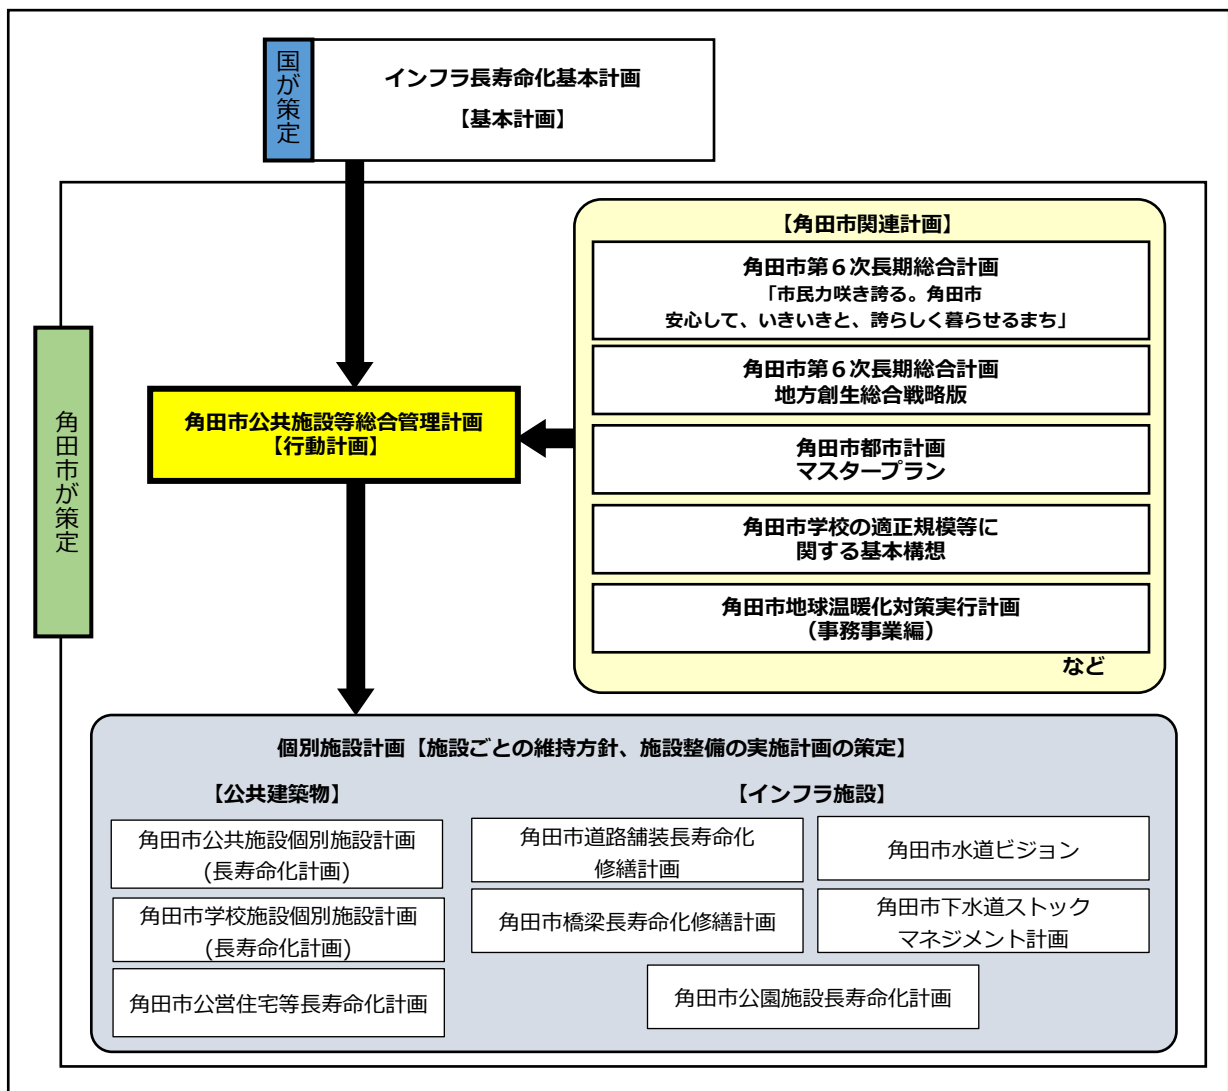 国が策定
インフラ長寿命化基本計画
【基本計画】
【角田市関連計画】
角田市第６次長期総合計画
「市民力咲き誇る。角田市
安心して、いきいきと、誇らしく暮らせるまち」
角田市第６次長期総合計画
地方創生総合戦略版
角田市都市計画
マスタープラン
角田市学校の適正規模等に
関する基本構想
角田市地球温暖化対策実行計画
（事務事業編）
など
角田市が策定
角田市公共施設等総合管理計画
【行動計画】
個別施設計画【施設ごとの維持方針、施設整備の実施計画の策定】
【公共建築物】
角田市公共施設個別施設計画
(長寿命化計画)
角田市学校施設個別施設計画
(長寿命化計画)
角田市公営住宅等長寿命化計画
【インフラ施設】
角田市道路舗装長寿命化
修繕計画
角田市水道ビジョン
角田市橋梁長寿命化修繕計画
角田市下水道ストック
マネジメント計画
角田市公園施設長寿命化計画